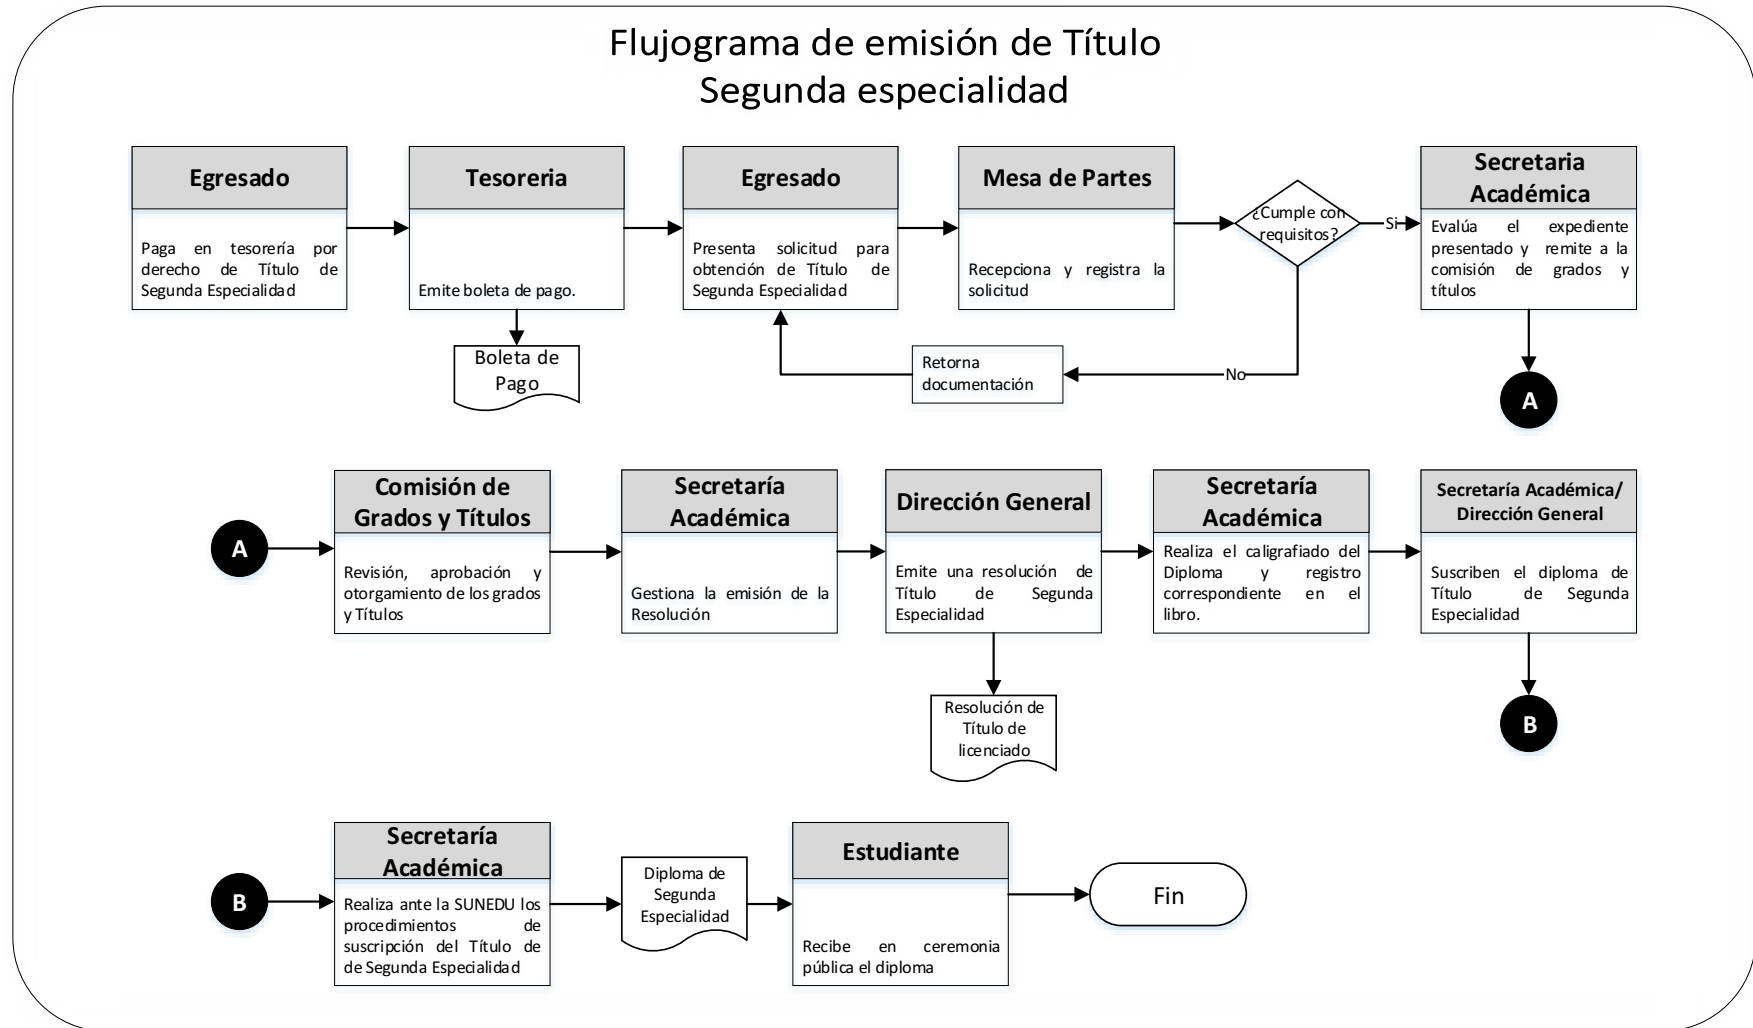 Flujograma de emisión de Título
Segunda especialidad
Egresado
Paga en tesorería por
derecho de Título de
Segunda Especialidad
Tesoreria
Emite boleta de pago.
Boleta de
Pago
Egresado
Presenta solicitud para
obtención de Título de
Segunda Especialidad
Mesa de Partes
Recepciona y registra la
solicitud
¿Cumple con
requisitos?
Si
No
Retorna
documentación
Secretaria
Académica
Evalúa el expediente
presentado y remite a la
comisión de grados y
títulos
A
A
Comisión de
Grados y Títulos
Revisión, aprobación y
otorgamiento de los grados
y Títulos
Secretaría
Académica
Gestiona la emisión de la
Resolución
Dirección General
Emite una resolución de
Título de Segunda
Especialidad
Resolución de
Título de
licenciado
Secretaría
Académica
Realiza el caligrafiado del
Diploma y registro
correspondiente en el
libro.
Secretaría Académica/
Dirección General
Suscriben el diploma de
Título de Segunda
Especialidad
B
B
Secretaría
Académica
Realiza ante la SUNEDU los
procedimientos de
suscripción del Título de
de Segunda Especialidad
Diploma de
Segunda
Especialidad
Estudiante
Recibe en ceremonia
pública el diploma
Fin